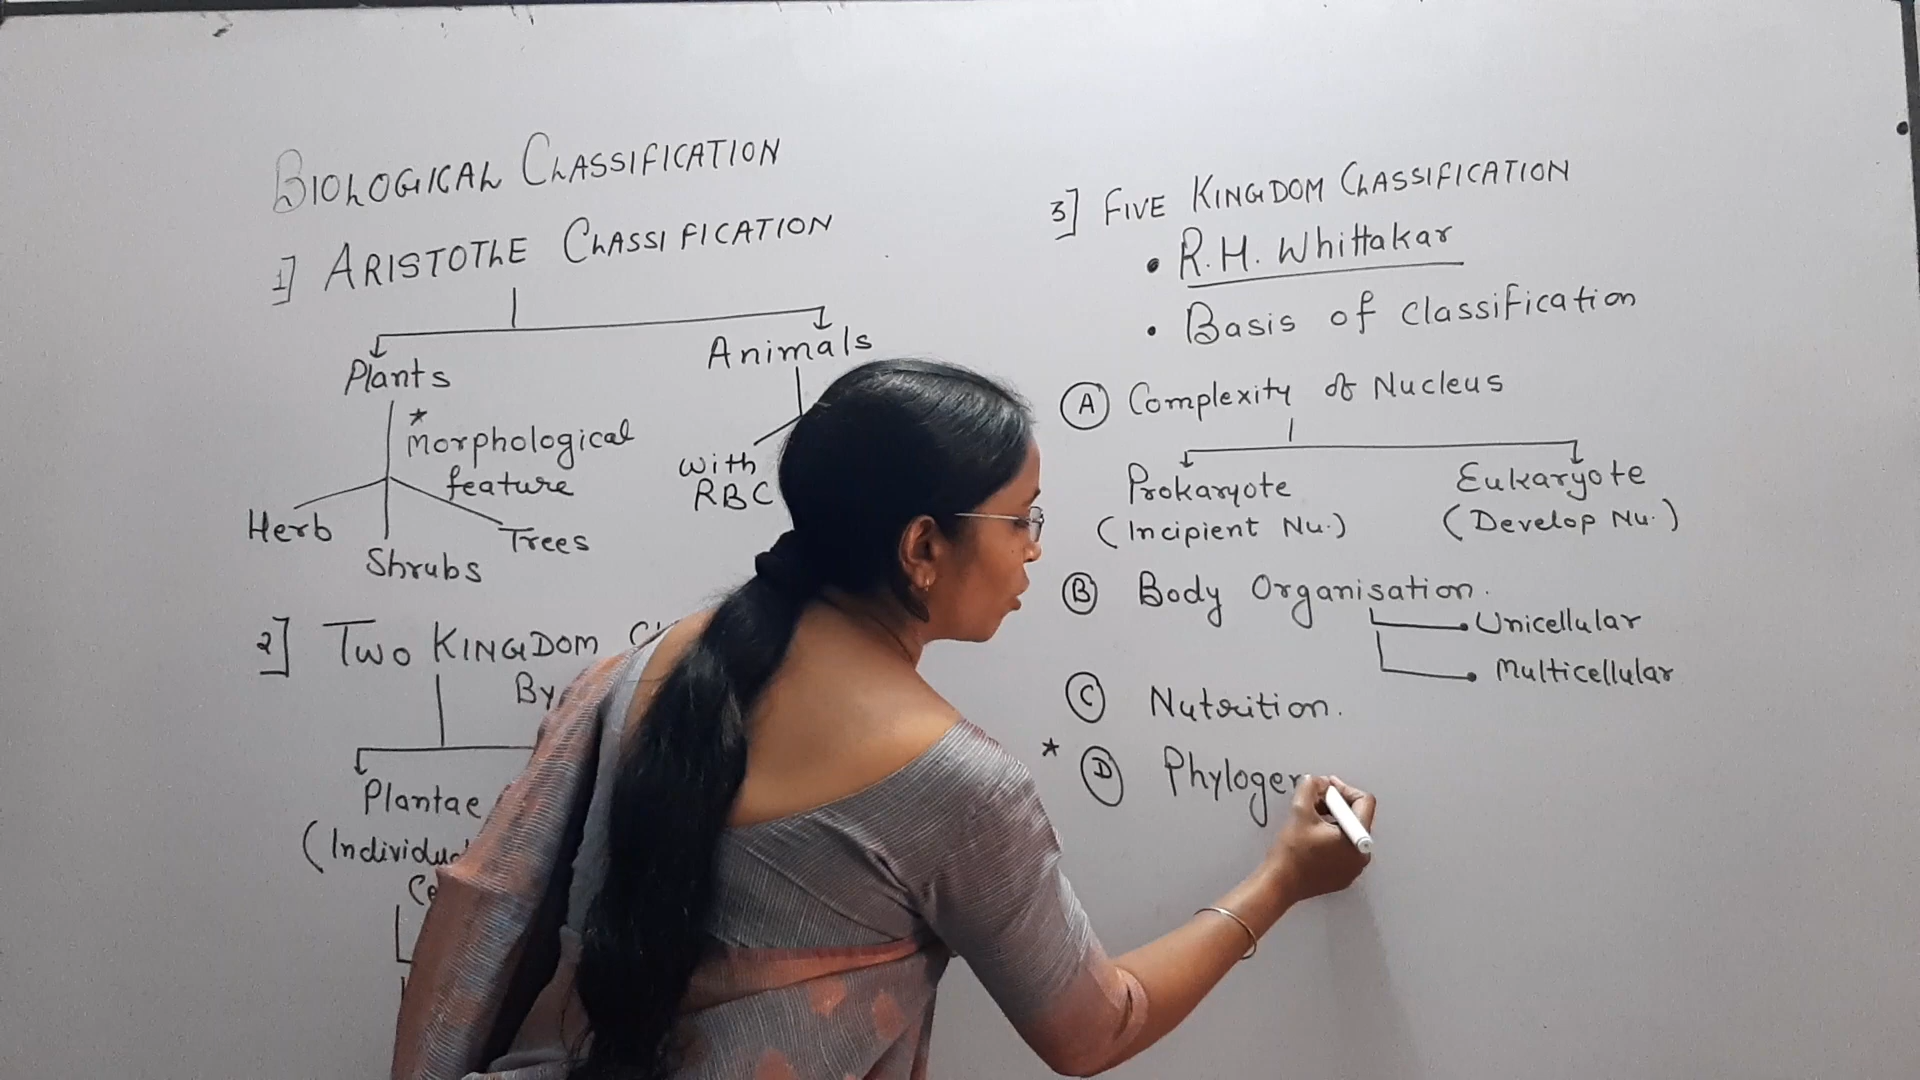 BIOLOGICAL CLASSIFICATION
1] ARISTOTLE CLASSIFICATION
Plants
Animals
* Morphological
feature
With
RBC
Herb
Shrubs
Trees
2] TWO KINGDOM
By
Plantae
3] FIVE KINGDOM CLASSIFICATION
• R.H. Whittakar
• Basis of classification
(A) Complexity of Nucleus
Prokaryote
(Incipient Nu.)
Eukaryote
(Develop Nu.)
(B) Body Organisation.
Unicellular
Multicellular
(C) Nutrition.
* (D)